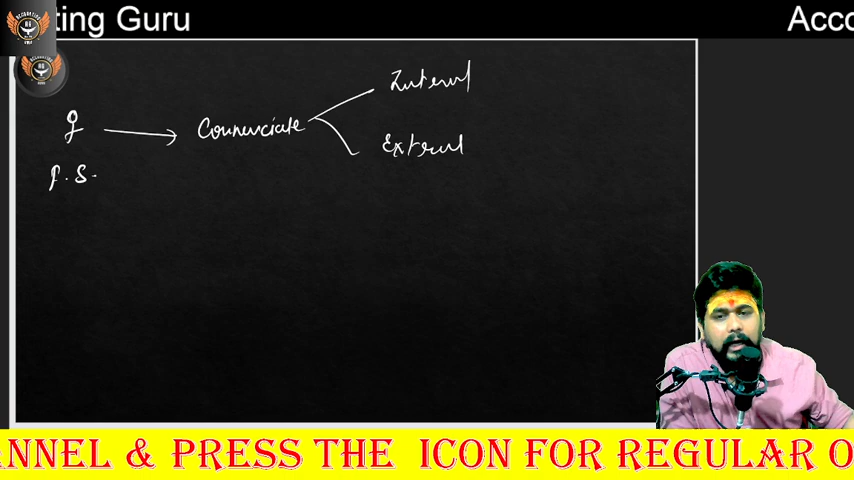 ting Guru
Acco
Internal
Communicate
External
f.S.
ANNEL & PRESS THE ICON FOR REGULAR O